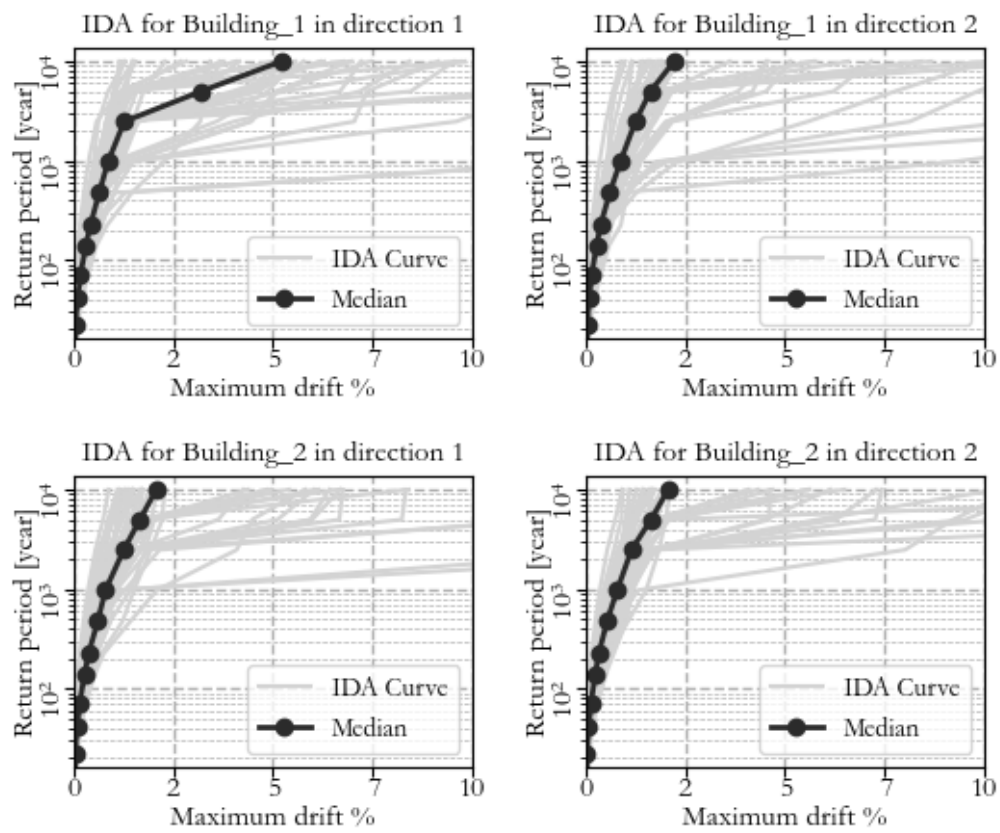 IDA for Building_1 in direction 1
Return period [year]
10⁴
10³
10²
IDA Curve
Median
0 2 5 7 10
Maximum drift %
IDA for Building_1 in direction 2
Return period [year]
10⁴
10³
10²
IDA Curve
Median
0 2 5 7 10
Maximum drift %
IDA for Building_2 in direction 1
Return period [year]
10⁴
10³
10²
IDA Curve
Median
0 2 5 7 10
Maximum drift %
IDA for Building_2 in direction 2
Return period [year]
10⁴
10³
10²
IDA Curve
Median
0 2 5 7 10
Maximum drift %